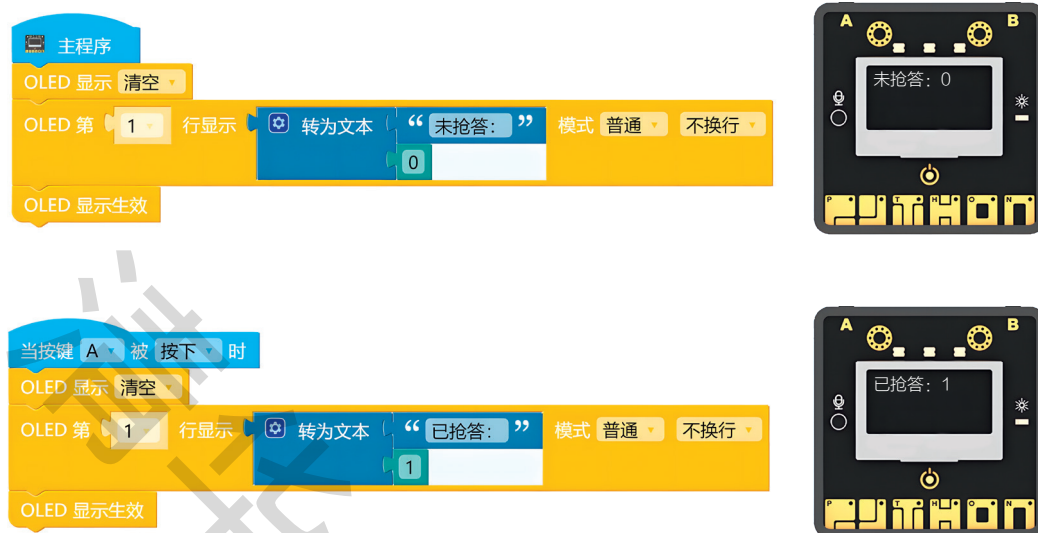 主程序
OLED 显示 清空
OLED 第 1 行显示 转为文本 “ 未抢答： ” 模式 普通 不换行
0
OLED 显示生效
A B
未抢答：0
P Y T H O N
当按键 A 被 按下 时
OLED 显示 清空
OLED 第 1 行显示 转为文本 “ 已抢答： ” 模式 普通 不换行
1
OLED 显示生效
A B
已抢答：1
P Y T H O N